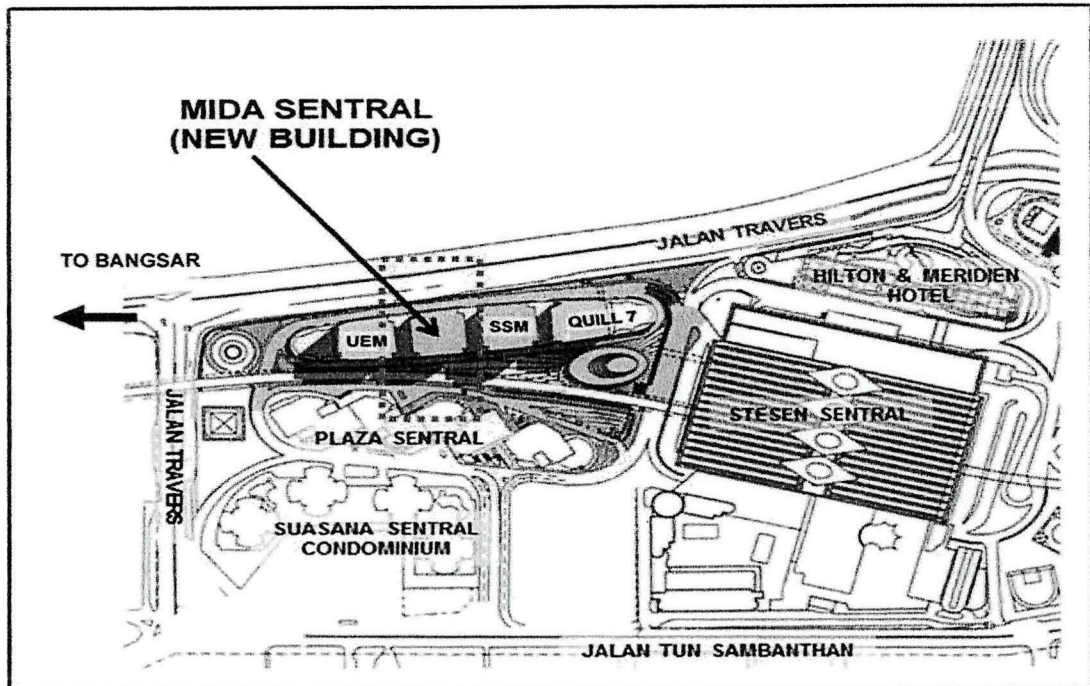 MIDA SENTRAL
(NEW BUILDING)
JALAN TRAVERS
TO BANGSAR
HILTON & MERIDIEN
HOTEL
UEM
SSM
QUILL 7
STESEN SENTRAL
JALAN TRAVERS
PLAZA SENTRAL
SUASANA SENTRAL
CONDOMINIUM
JALAN TUN SAMBANTHAN